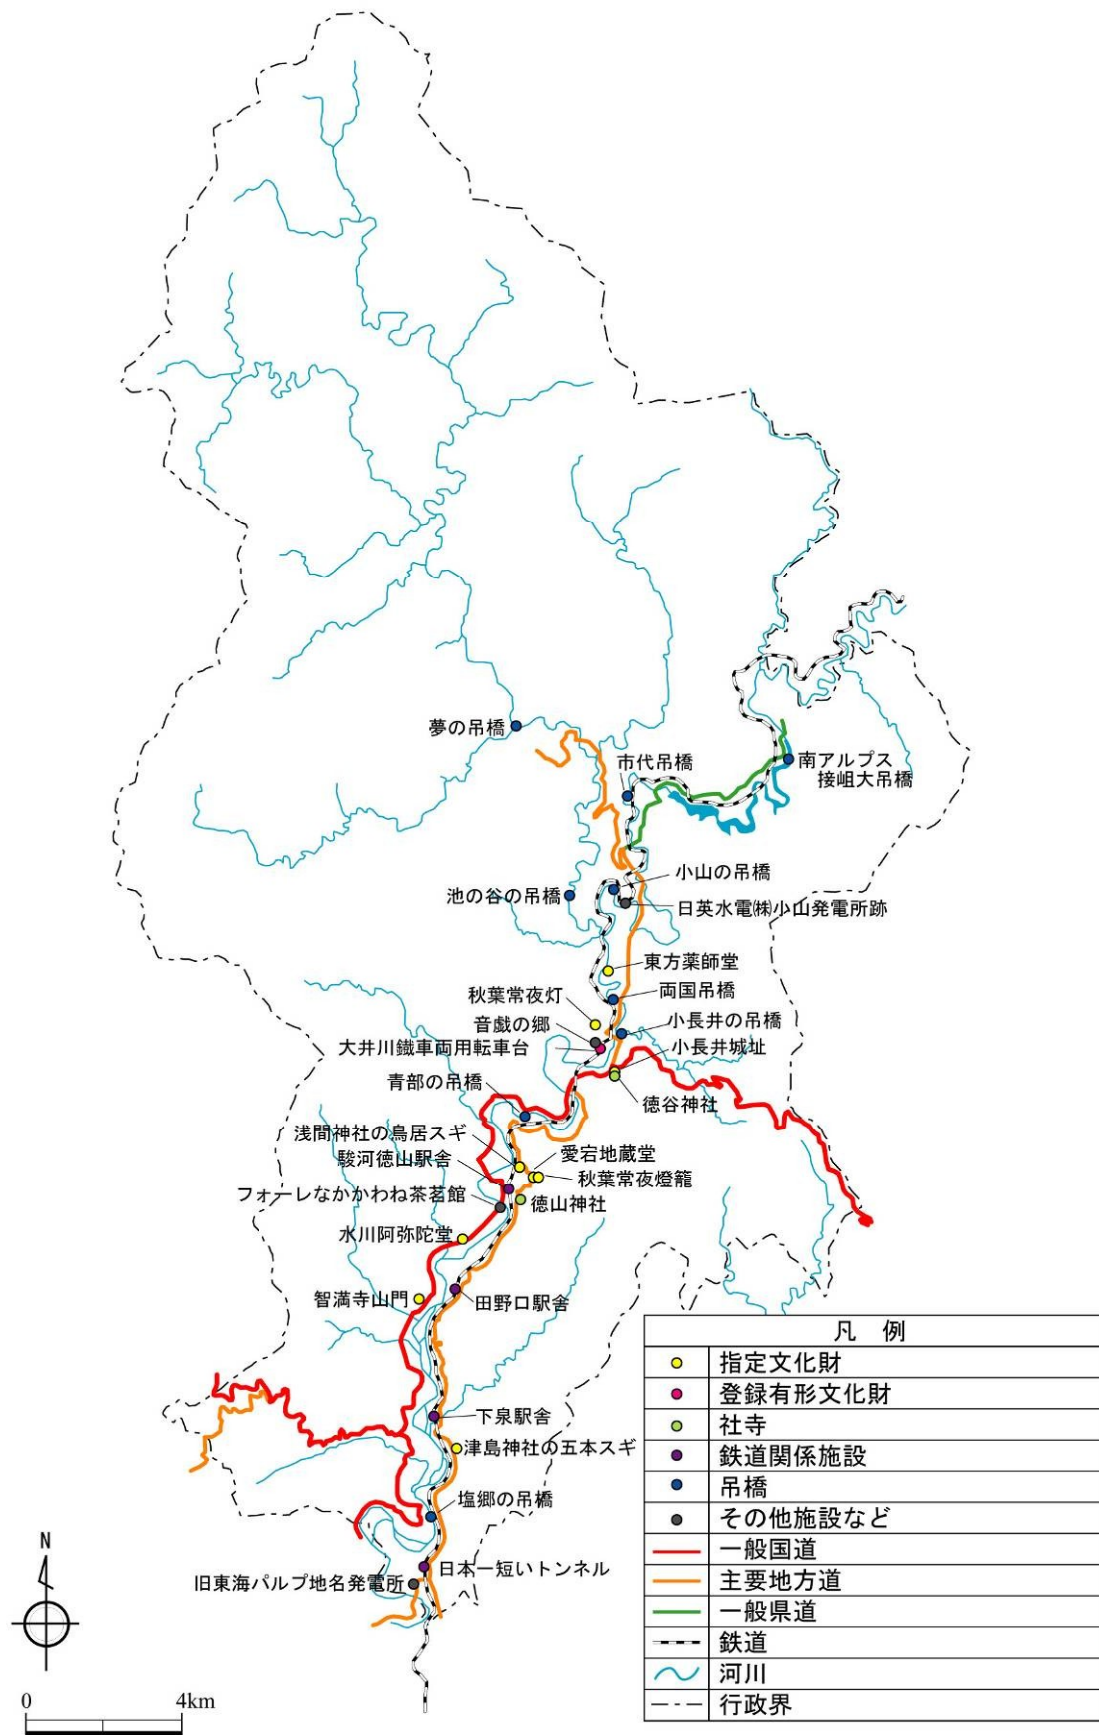 夢の吊橋
市代吊橋
南アルプス
接岨大吊橋
小山の吊橋
池の谷の吊橋
日英水電㈱小山発電所跡
東方薬師堂
秋葉常夜灯
両国吊橋
音戯の郷
小長井の吊橋
大井川鐵車両用転車台
小長井城址
青部の吊橋
徳谷神社
浅間神社の鳥居スギ
愛宕地蔵堂
駿河徳山駅舎
秋葉常夜燈籠
フォーレなかかわね茶茗館
徳山神社
水川阿弥陀堂
智満寺山門
田野口駅舎
下泉駅舎
津島神社の五本スギ
塩郷の吊橋
日本一短いトンネル
旧東海パルプ地名発電所
凡 例
指定文化財
登録有形文化財
社寺
鉄道関係施設
吊橋
その他施設など
一般国道
主要地方道
一般県道
鉄道
河川
行政界
N
0 4km